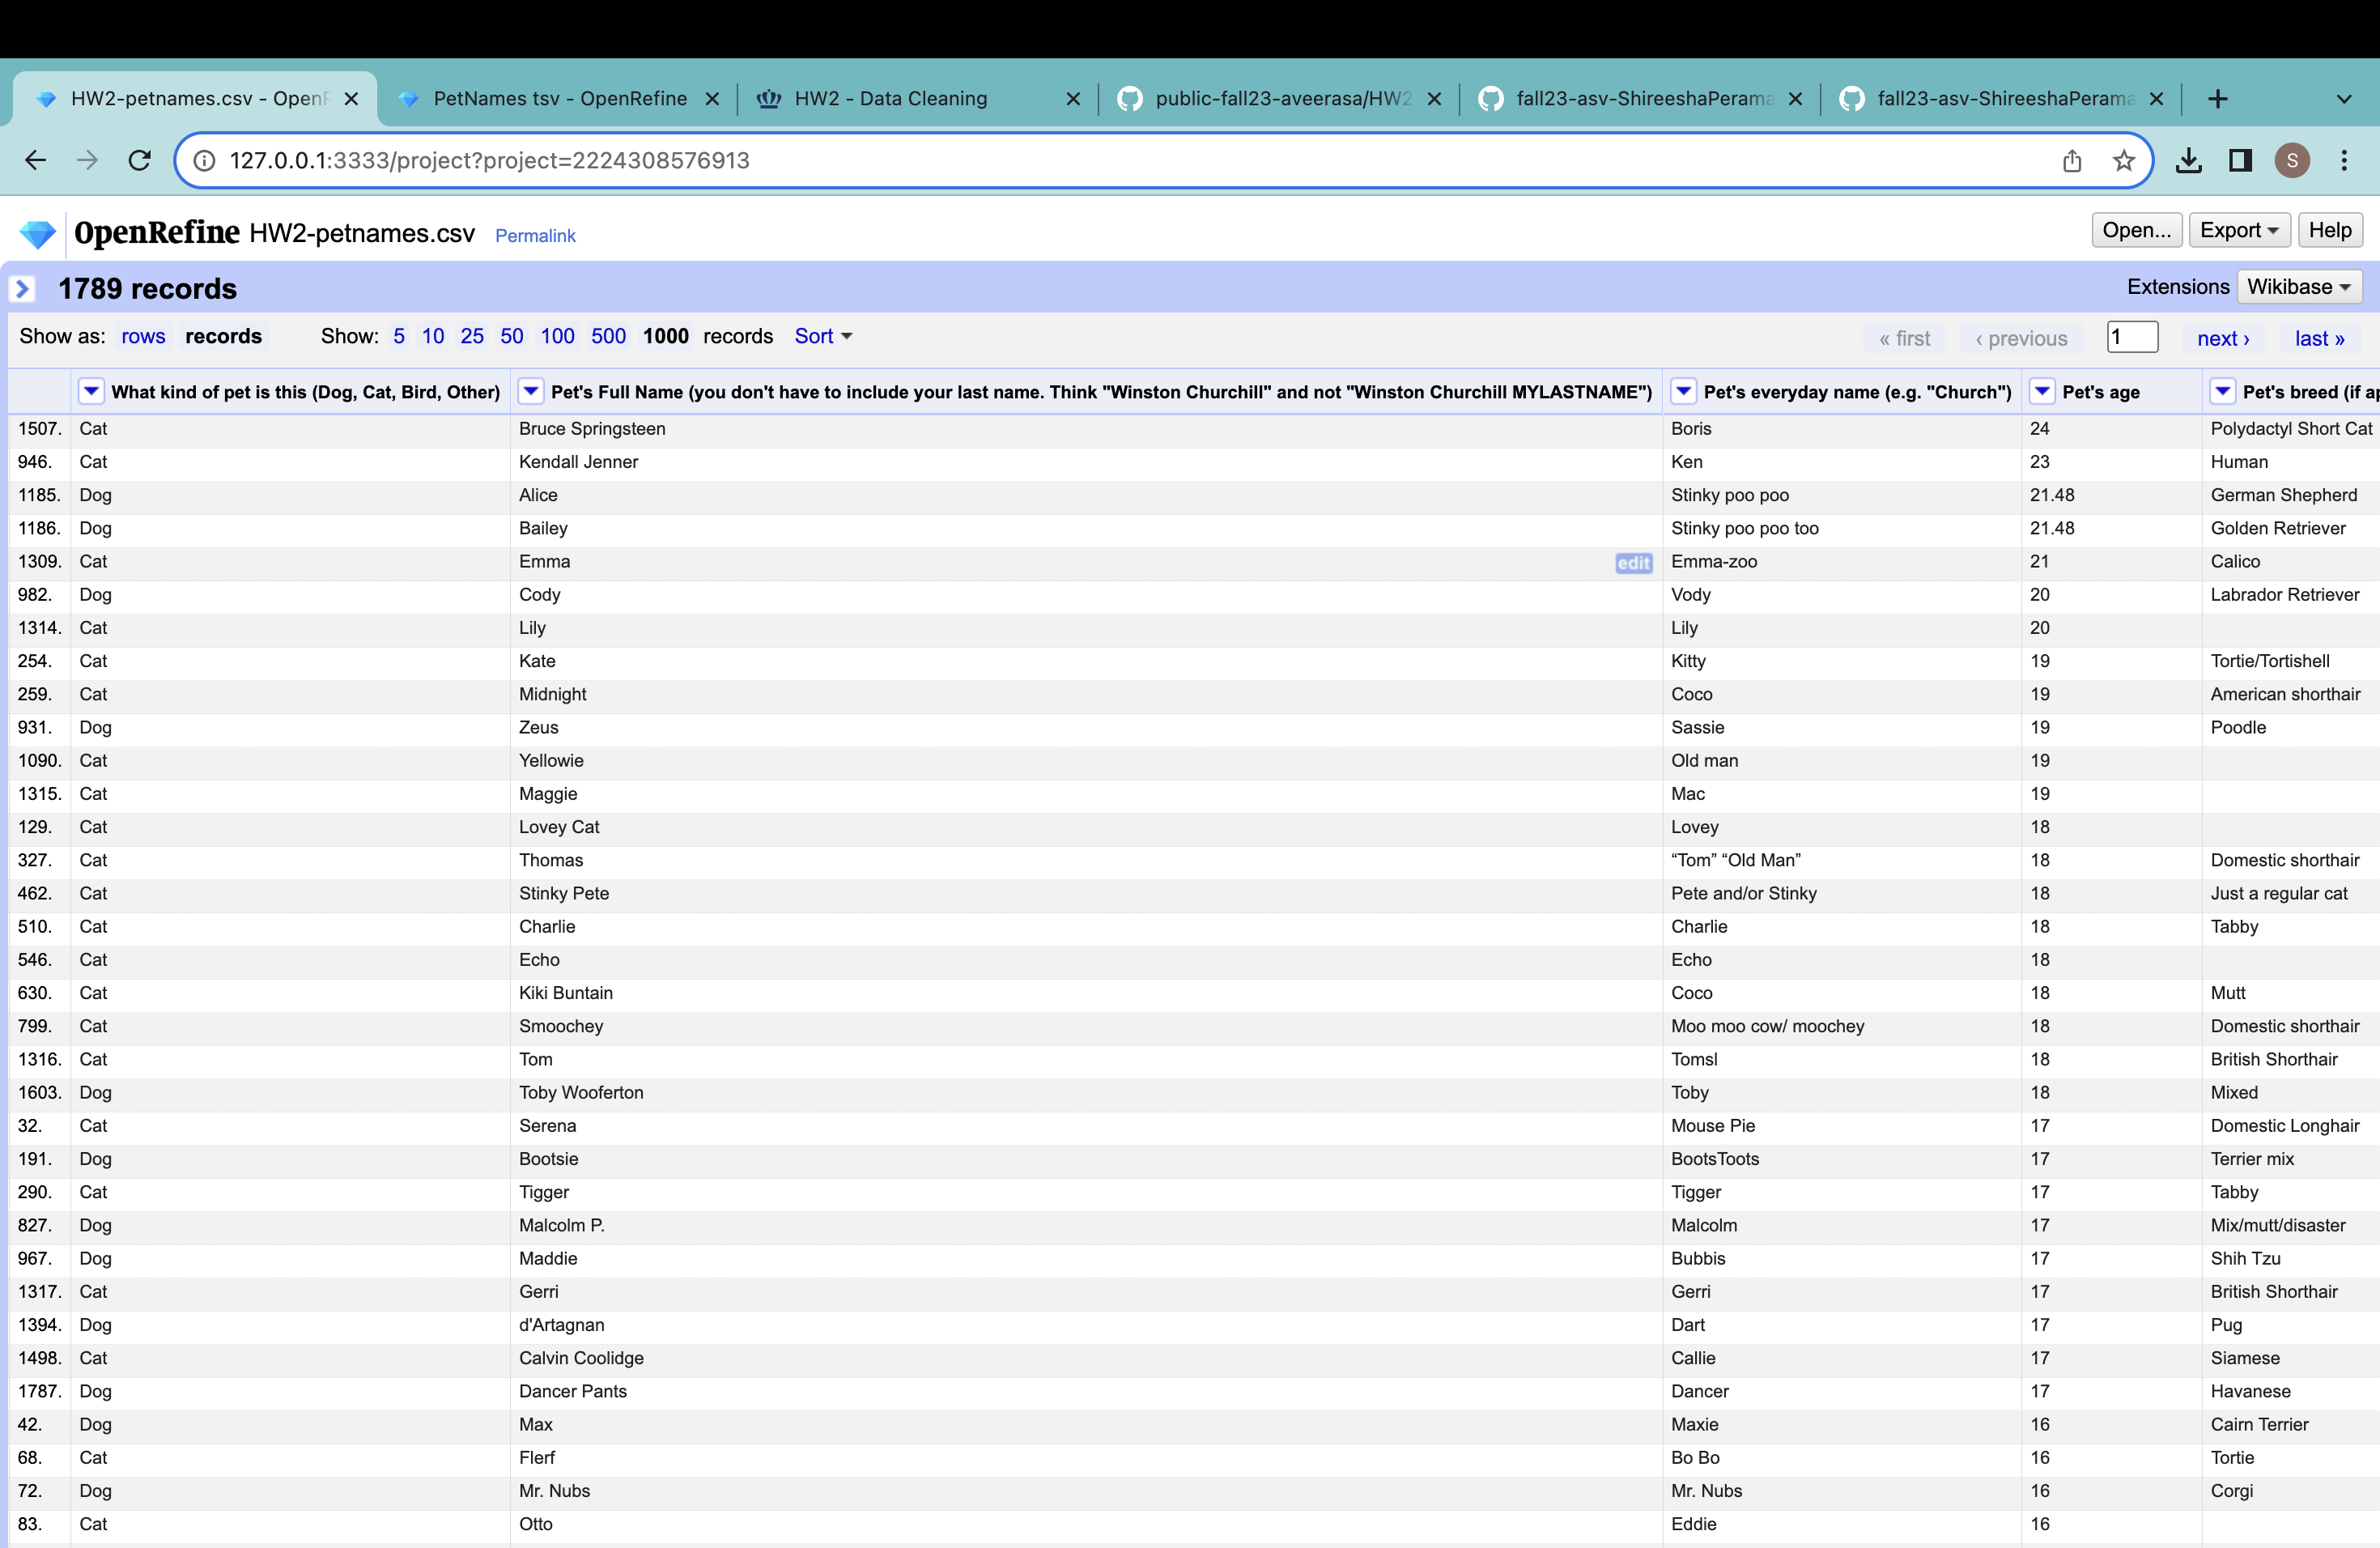 HW2-petnames.csv - OpenR PetNames tsv - OpenRefine HW2 - Data Cleaning public-fall23-aveerasa/HW2 fall23-asv-ShireeshaPerama fall23-asv-ShireeshaPerama
127.0.0.1:3333/project?project=2224308576913 S
OpenRefine HW2-petnames.csv Permalink Open... Export Help
1789 records Extensions Wikibase
Show as: rows records Show: 5 10 25 50 100 500 1000 records Sort « first ‹ previous 1 next › last »
What kind of pet is this (Dog, Cat, Bird, Other) Pet's Full Name (you don't have to include your last name. Think "Winston Churchill" and not "Winston Churchill MYLASTNAME") Pet's everyday name (e.g. "Church") Pet's age Pet's breed (if ap
1507. Cat Bruce Springsteen Boris 24 Polydactyl Short Cat
946. Cat Kendall Jenner Ken 23 Human
1185. Dog Alice Stinky poo poo 21.48 German Shepherd
1186. Dog Bailey Stinky poo poo too 21.48 Golden Retriever
1309. Cat Emma edit Emma-zoo 21 Calico
982. Dog Cody Vody 20 Labrador Retriever
1314. Cat Lily Lily 20
254. Cat Kate Kitty 19 Tortie/Tortishell
259. Cat Midnight Coco 19 American shorthair
931. Dog Zeus Sassie 19 Poodle
1090. Cat Yellowie Old man 19
1315. Cat Maggie Mac 19
129. Cat Lovey Cat Lovey 18
327. Cat Thomas “Tom” “Old Man” 18 Domestic shorthair
462. Cat Stinky Pete Pete and/or Stinky 18 Just a regular cat
510. Cat Charlie Charlie 18 Tabby
546. Cat Echo Echo 18
630. Cat Kiki Buntain Coco 18 Mutt
799. Cat Smoochey Moo moo cow/ moochey 18 Domestic shorthair
1316. Cat Tom Tomsl 18 British Shorthair
1603. Dog Toby Wooferton Toby 18 Mixed
32. Cat Serena Mouse Pie 17 Domestic Longhair
191. Dog Bootsie BootsToots 17 Terrier mix
290. Cat Tigger Tigger 17 Tabby
827. Dog Malcolm P. Malcolm 17 Mix/mutt/disaster
967. Dog Maddie Bubbis 17 Shih Tzu
1317. Cat Gerri Gerri 17 British Shorthair
1394. Dog d'Artagnan Dart 17 Pug
1498. Cat Calvin Coolidge Callie 17 Siamese
1787. Dog Dancer Pants Dancer 17 Havanese
42. Dog Max Maxie 16 Cairn Terrier
68. Cat Flerf Bo Bo 16 Tortie
72. Dog Mr. Nubs Mr. Nubs 16 Corgi
83. Cat Otto Eddie 16